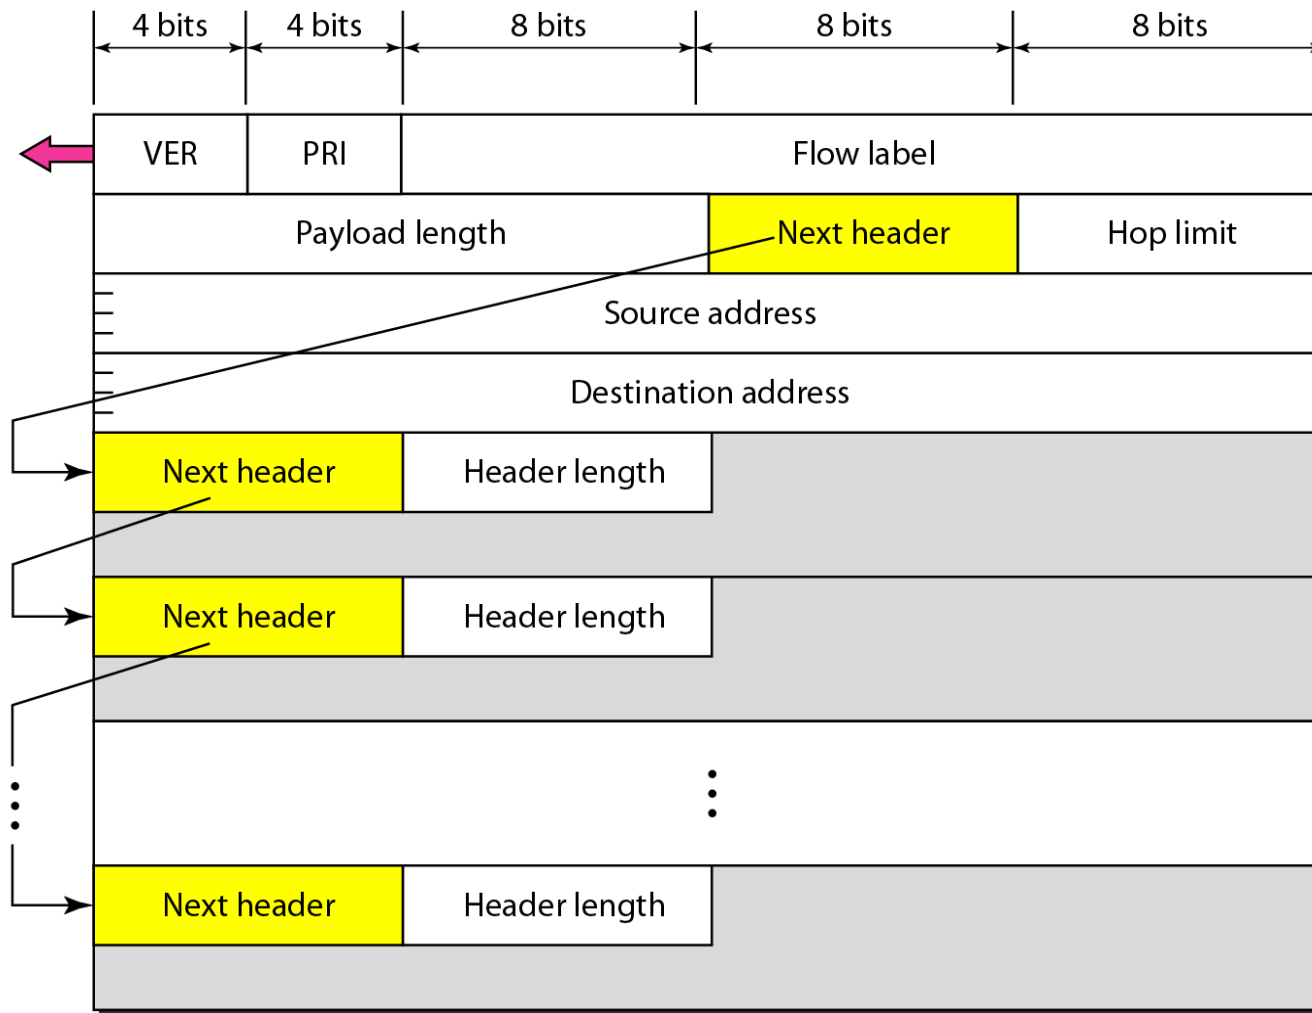 4 bits 4 bits 8 bits 8 bits 8 bits
VER PRI Flow label
Payload length Next header Hop limit
Source address
Destination address
Next header Header length
Next header Header length
Next header Header length